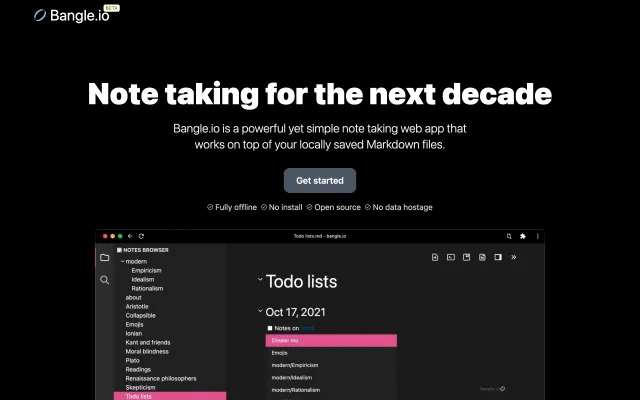 Bangle.io BETA
Note taking for the next decade
Bangle.io is a powerful yet simple note taking web app that
works on top of your locally saved Markdown files.
Get started
Fully offline No install Open source No data hostage
Todo lists.md - bangle.io
NOTES BROWSER
modern
Empiricism
Idealism
Rationalism
about
Aristotle
Collapsible
Emojis
Ionian
Kant and friends
Moral blindness
Plato
Readings
Renaissance philosophers
Skepticism
Todo lists
Todo lists
Oct 17, 2021
Notes on
Emojis
modern/Empiricism
modern/Idealism
modern/Rationalism
bangle.io